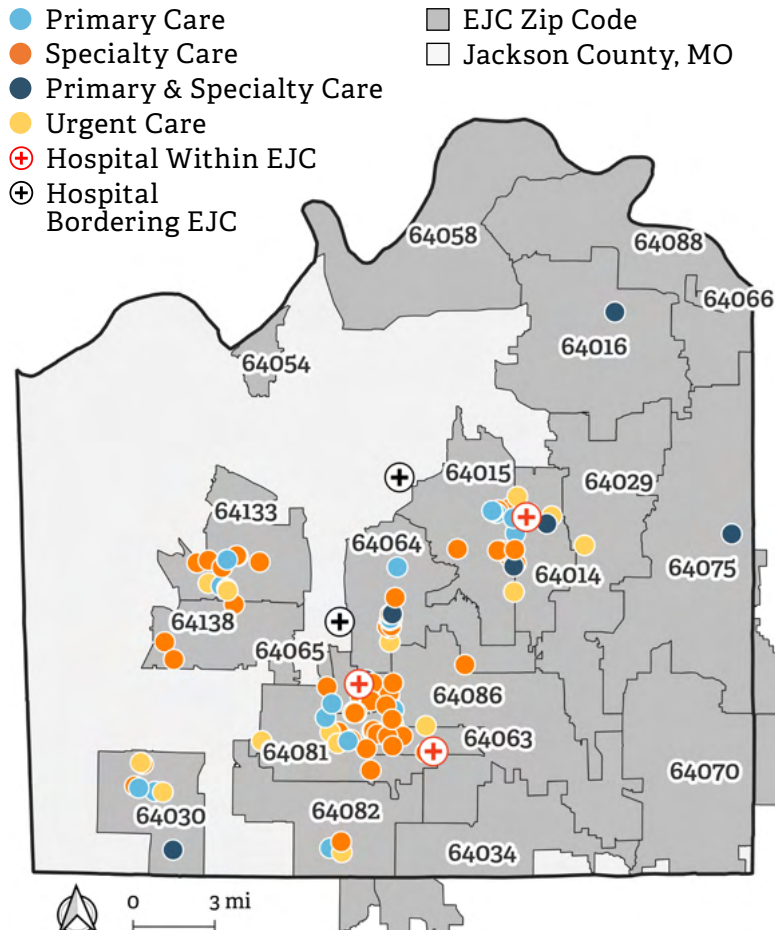 Primary Care
Specialty Care
Primary & Specialty Care
Urgent Care
Hospital Within EJC
Hospital
Bordering EJC
EJC Zip Code
Jackson County, MO
64058
64088
64066
64016
64054
64015
64029
64133
64064
64014
64075
64138
64065
64086
64063
64081
64070
64030
64082
64034
0 3 mi